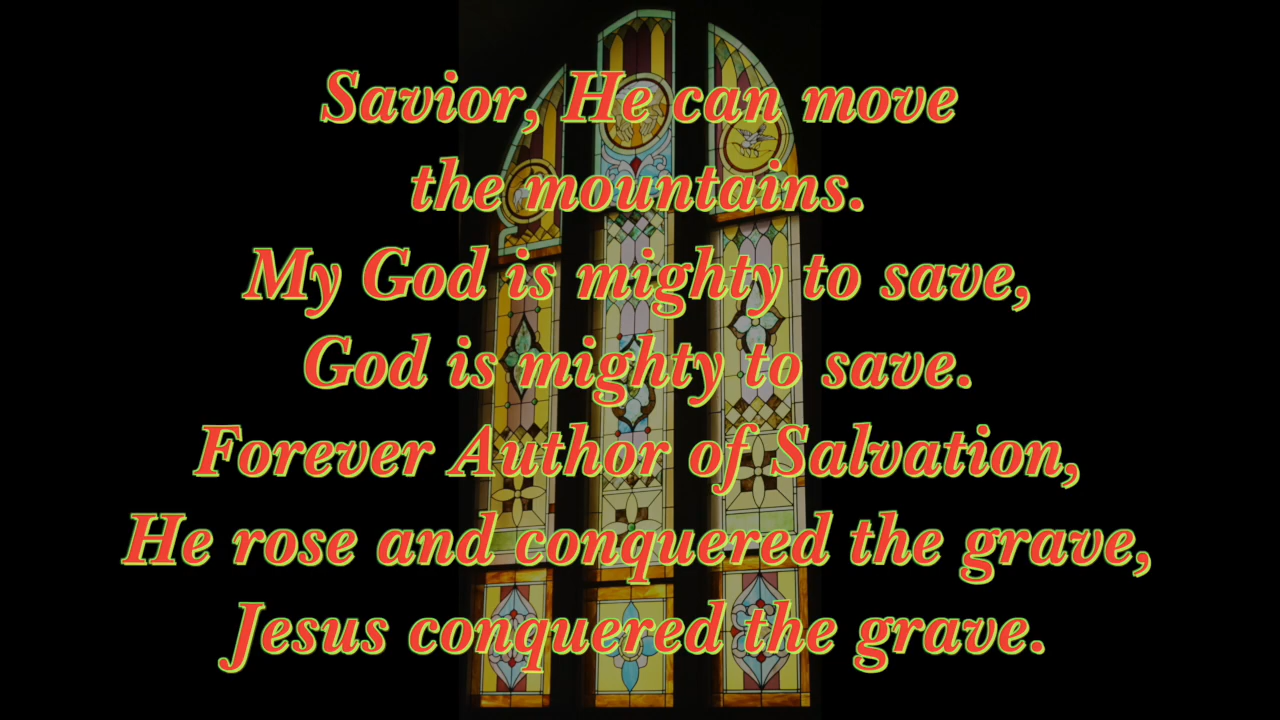 Savior, He can move
the mountains.
My God is mighty to save,
God is mighty to save.
Forever Author of Salvation,
He rose and conquered the grave,
Jesus conquered the grave.